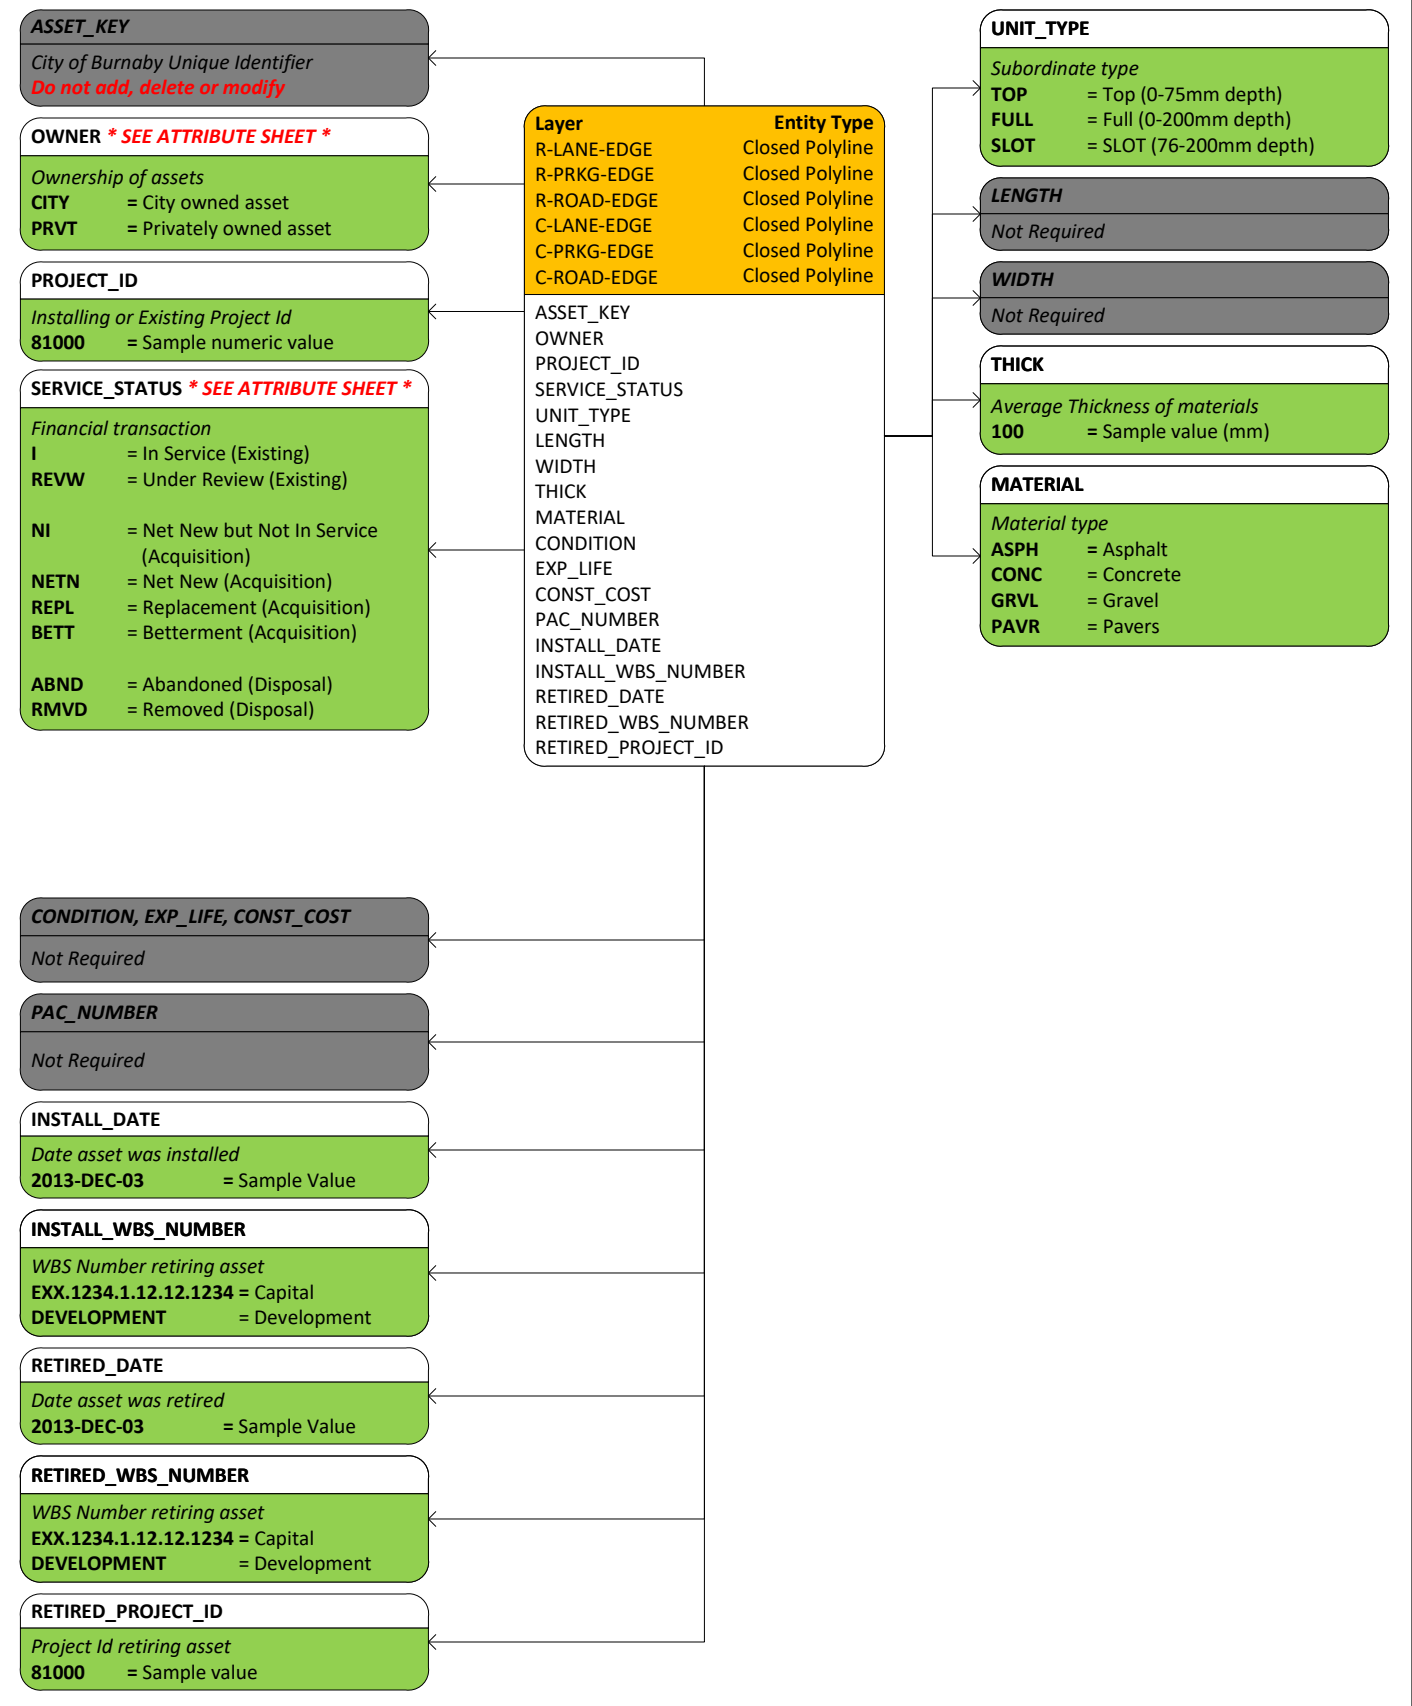 ASSET_KEY
City of Burnaby Unique Identifier
Do not add, delete or modify
OWNER * SEE ATTRIBUTE SHEET *
Ownership of assets
CITY = City owned asset
PRVT = Privately owned asset
PROJECT_ID
Installing or Existing Project Id
81000 = Sample numeric value
SERVICE_STATUS * SEE ATTRIBUTE SHEET *
Financial transaction
I = In Service (Existing)
REVW = Under Review (Existing)
NI = Net New but Not In Service
(Acquisition)
NETN = Net New (Acquisition)
REPL = Replacement (Acquisition)
BETT = Betterment (Acquisition)
ABND = Abandoned (Disposal)
RMVD = Removed (Disposal)
Layer Entity Type
R-LANE-EDGE Closed Polyline
R-PRKG-EDGE Closed Polyline
R-ROAD-EDGE Closed Polyline
C-LANE-EDGE Closed Polyline
C-PRKG-EDGE Closed Polyline
C-ROAD-EDGE Closed Polyline
ASSET_KEY
OWNER
PROJECT_ID
SERVICE_STATUS
UNIT_TYPE
LENGTH
WIDTH
THICK
MATERIAL
CONDITION
EXP_LIFE
CONST_COST
PAC_NUMBER
INSTALL_DATE
INSTALL_WBS_NUMBER
RETIRED_DATE
RETIRED_WBS_NUMBER
RETIRED_PROJECT_ID
UNIT_TYPE
Subordinate type
TOP = Top (0-75mm depth)
FULL = Full (0-200mm depth)
SLOT = SLOT (76-200mm depth)
LENGTH
Not Required
WIDTH
Not Required
THICK
Average Thickness of materials
100 = Sample value (mm)
MATERIAL
Material type
ASPH = Asphalt
CONC = Concrete
GRVL = Gravel
PAVR = Pavers
CONDITION, EXP_LIFE, CONST_COST
Not Required
PAC_NUMBER
Not Required
INSTALL_DATE
Date asset was installed
2013-DEC-03 = Sample Value
INSTALL_WBS_NUMBER
WBS Number retiring asset
EXX.1234.1.12.12.1234 = Capital
DEVELOPMENT = Development
RETIRED_DATE
Date asset was retired
2013-DEC-03 = Sample Value
RETIRED_WBS_NUMBER
WBS Number retiring asset
EXX.1234.1.12.12.1234 = Capital
DEVELOPMENT = Development
RETIRED_PROJECT_ID
Project Id retiring asset
81000 = Sample value